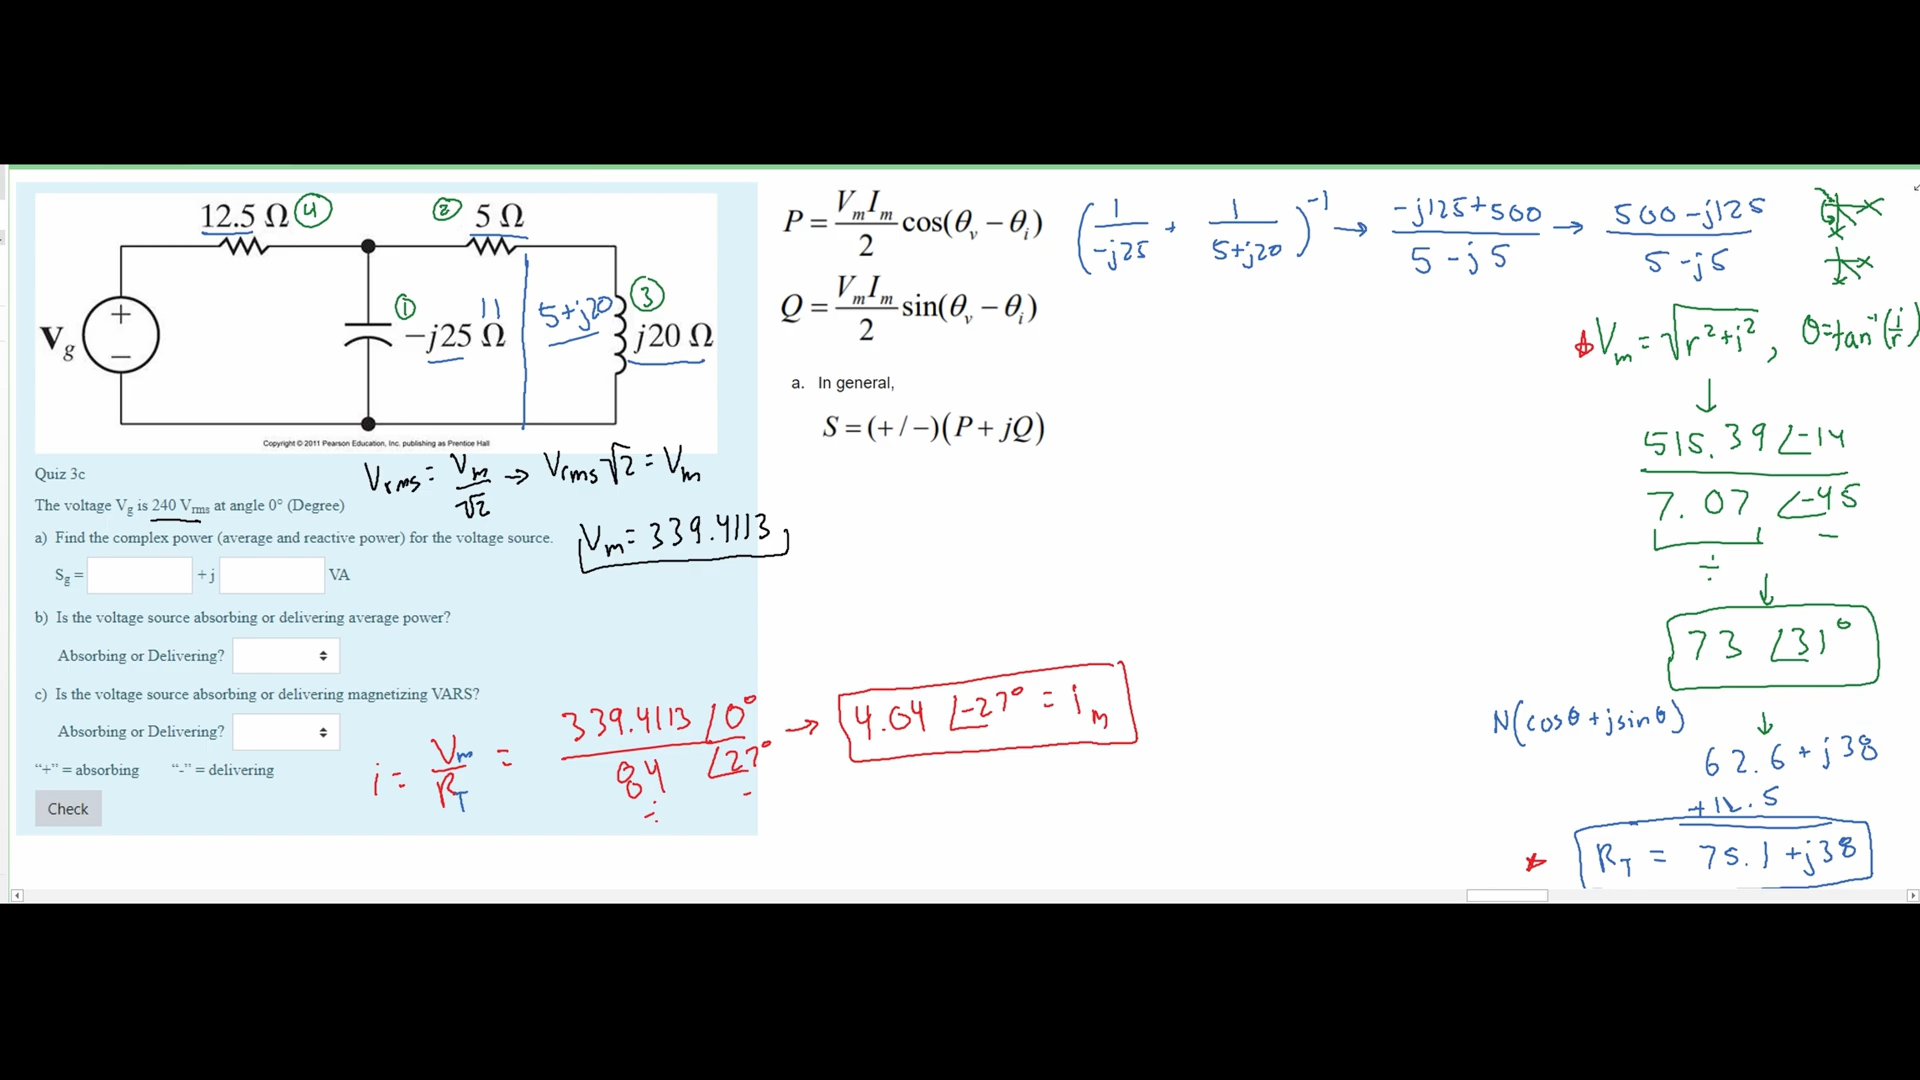 12.5 Ω ④ ② 5 Ω
① -j25 Ω || 5+j20 ③ j20 Ω
V_g + −
Copyright © 2011 Pearson Education, Inc. publishing as Prentice Hall
Quiz 3c
V_rms = V_m/√2 → V_rms √2 = V_m
The voltage V_g is 240 V_rms at angle 0° (Degree)
V_m = 339.4113
a) Find the complex power (average and reactive power) for the voltage source.
S_g = + j VA
b) Is the voltage source absorbing or delivering average power?
Absorbing or Delivering?
c) Is the voltage source absorbing or delivering magnetizing VARS?
Absorbing or Delivering?
"+" = absorbing "-" = delivering
Check
i = V_m/R_T = 339.4113 ∠0° / 84 ∠27° → 4.04 ∠-27° = i_m
÷ −
P = V_m I_m / 2 cos(θ_v − θ_i)
Q = V_m I_m / 2 sin(θ_v − θ_i)
a. In general,
S = (+ / −)(P + jQ)
(1/-j25 + 1/5+j20)^-1 → -j125+500 / 5-j5 → 500-j125 / 5-j5
V_m = √r²+i² , θ=tan^-1(i/r)
↓
515.39 ∠-14
7.07 ∠-45
÷ −
↓
73 ∠31°
N(cosθ + jsinθ) ↓
62.6 + j38
+12.5
R_T = 75.1 + j38